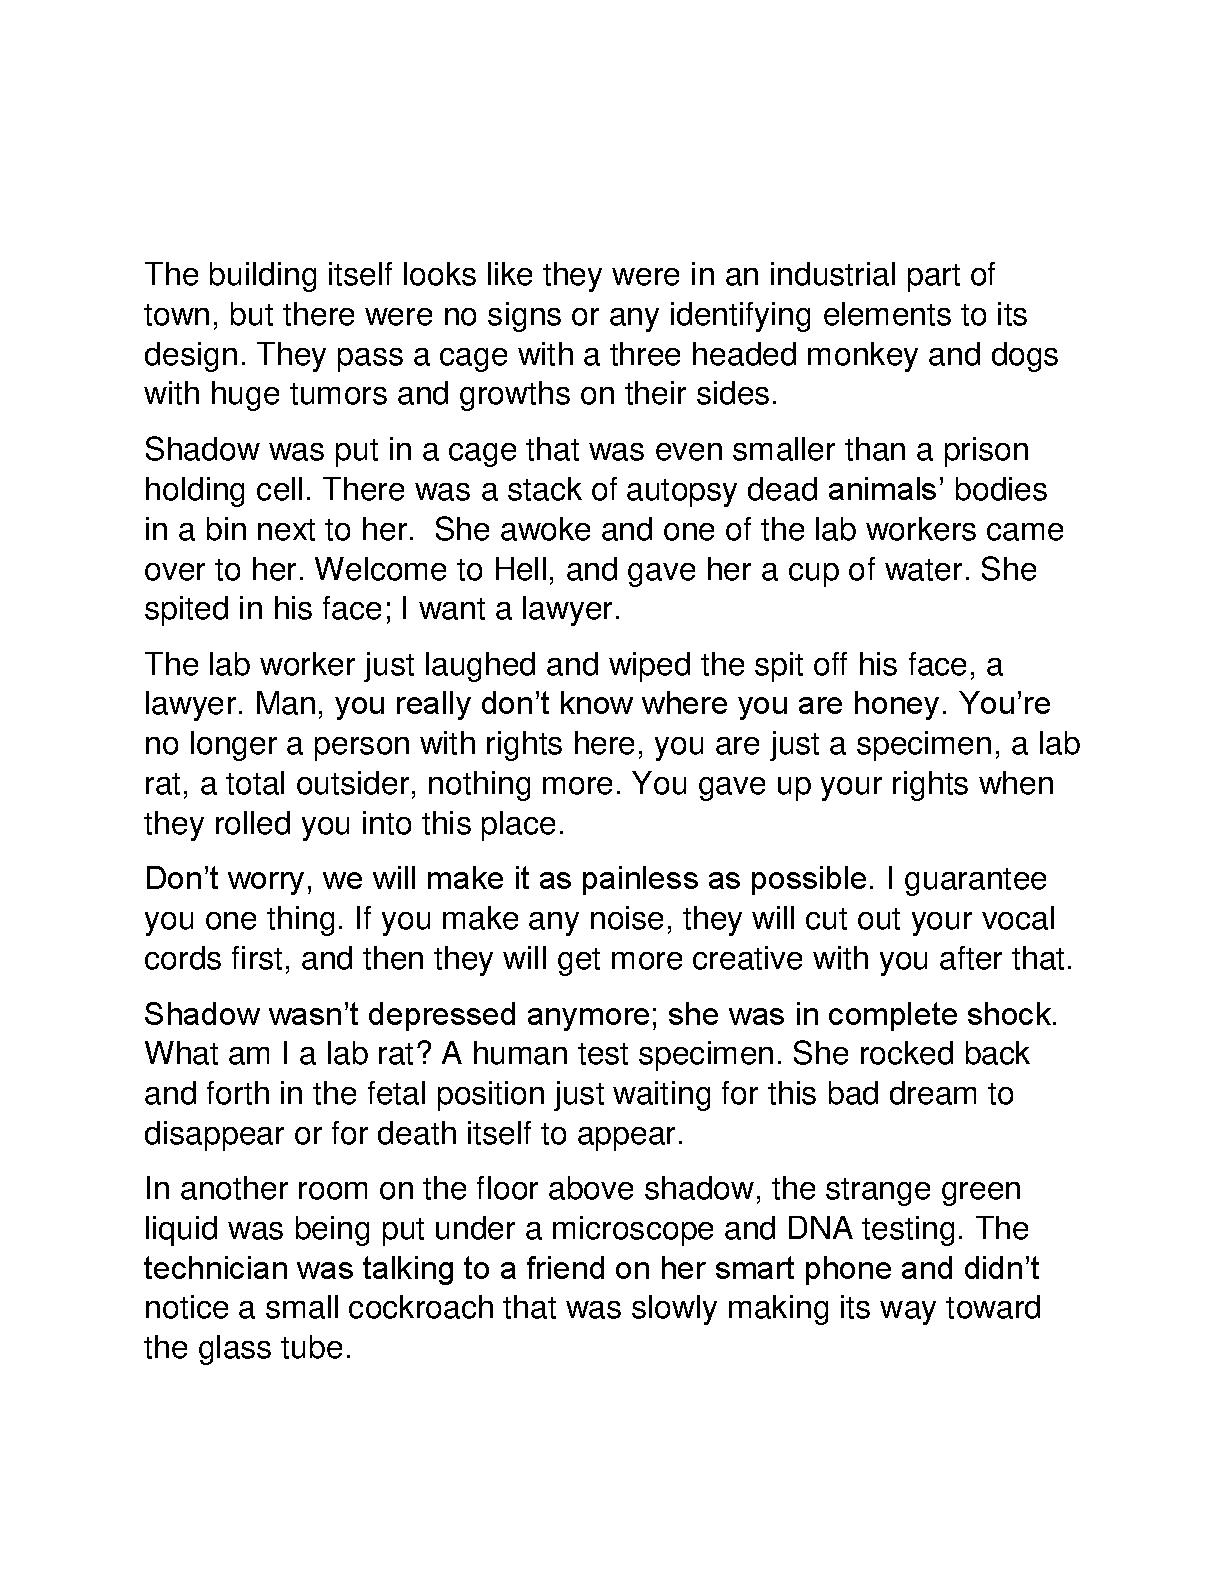 The building itself looks like they were in an industrial part of
town, but there were no signs or any identifying elements to its
design. They pass a cage with a three headed monkey and dogs
with huge tumors and growths on their sides.
Shadow was put in a cage that was even smaller than a prison
holding cell. There was a stack of autopsy dead animals’ bodies
in a bin next to her.  She awoke and one of the lab workers came
over to her. Welcome to Hell, and gave her a cup of water. She
spited in his face; I want a lawyer.
The lab worker just laughed and wiped the spit off his face, a
lawyer. Man, you really don’t know where you are honey. You’re
no longer a person with rights here, you are just a specimen, a lab
rat, a total outsider, nothing more. You gave up your rights when
they rolled you into this place.
Don’t worry, we will make it as painless as possible. I guarantee
you one thing. If you make any noise, they will cut out your vocal
cords first, and then they will get more creative with you after that.
Shadow wasn’t depressed anymore; she was in complete shock.
What am I a lab rat? A human test specimen. She rocked back
and forth in the fetal position just waiting for this bad dream to
disappear or for death itself to appear.
In another room on the floor above shadow, the strange green
liquid was being put under a microscope and DNA testing. The
technician was talking to a friend on her smart phone and didn’t
notice a small cockroach that was slowly making its way toward
the glass tube.